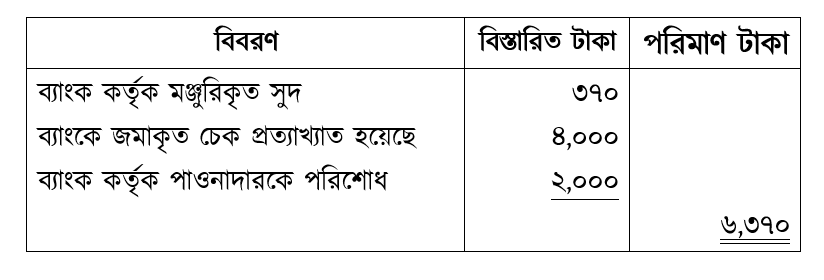 বিবরণ বিস্তারিত টাকা পরিমাণ টাকা
ব্যাংক কর্তৃক মঞ্জুরিকৃত সুদ ৩৭০
ব্যাংকে জমাকৃত চেক প্রত্যাখ্যাত হয়েছে ৪,০০০
ব্যাংক কর্তৃক পাওনাদারকে পরিশোধ ২,০০০
৬,৩৭০